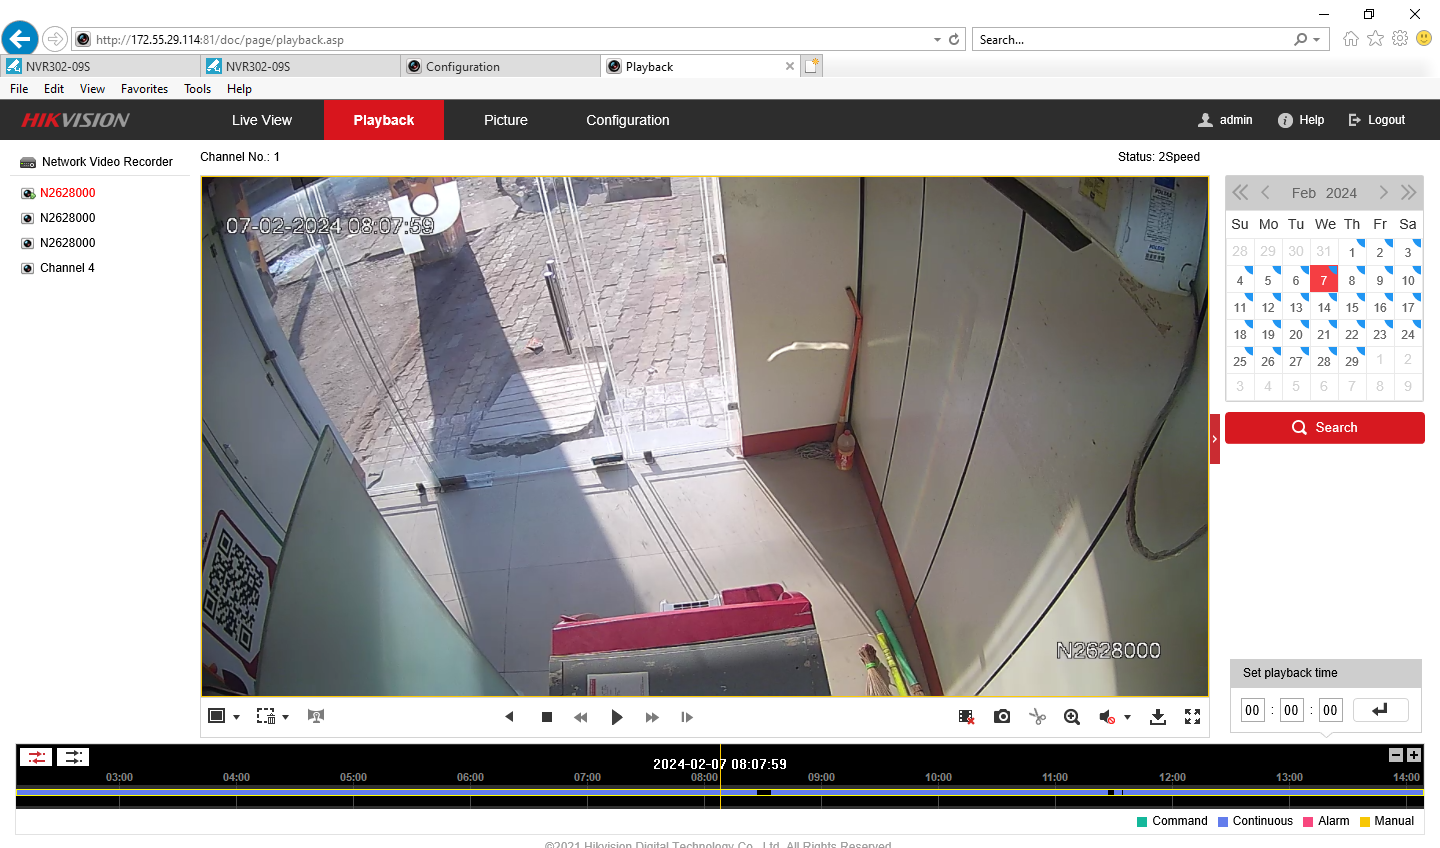 http://172.55.29.114:81/doc/page/playback.asp
Search...
NVR302-09S
NVR302-09S
Configuration
Playback
File Edit View Favorites Tools Help
HIKVISION
Live View
Playback
Picture
Configuration
admin
Help
Logout
Network Video Recorder
N2628000
N2628000
N2628000
Channel 4
Channel No.: 1
Status: 2Speed
07-02-2024 08:07:59
N2628000
Feb 2024
Su Mo Tu We Th Fr Sa
28 29 30 31 1 2 3
4 5 6 7 8 9 10
11 12 13 14 15 16 17
18 19 20 21 22 23 24
25 26 27 28 29 1 2
3 4 5 6 7 8 9
Search
Set playback time
00 : 00 : 00
2024-02-07 08:07:59
03:00 04:00 05:00 06:00 07:00 08:00 09:00 10:00 11:00 12:00 13:00 14:00
Command Continuous Alarm Manual
©2021 Hikvision Digital Technology Co., Ltd. All Rights Reserved.